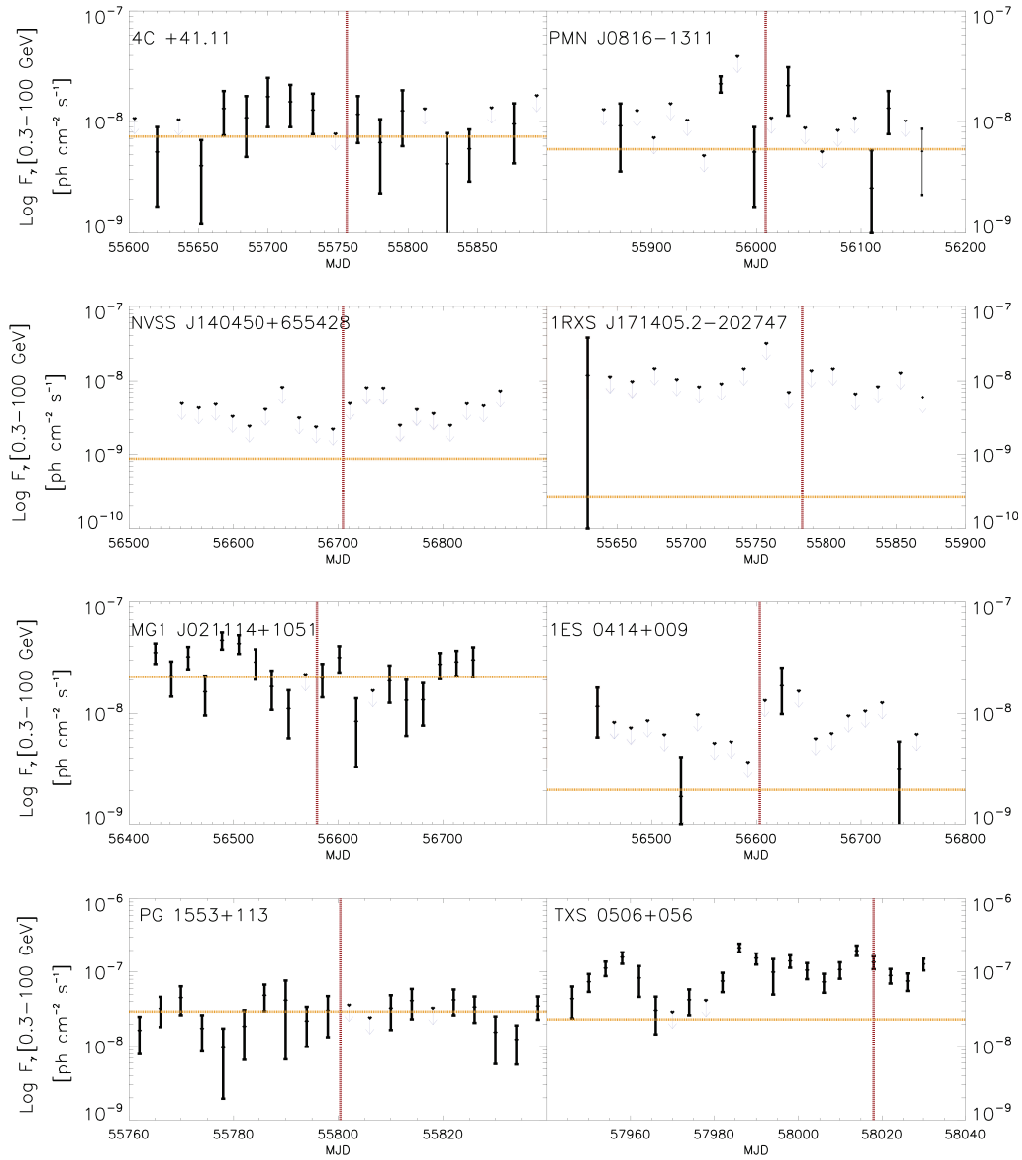 10⁻⁷ 10⁻⁷
4C +41.11 PMN J0816−1311
10⁻⁸ 10⁻⁸
Log Fγ[0.3−100 GeV]
[ph cm⁻² s⁻¹]
10⁻⁹ 10⁻⁹
55600 55650 55700 55750 55800 55850 55900 56000 56100 56200
MJD MJD
10⁻⁷ 10⁻⁷
NVSS J140450+655428 1RXS J171405.2−202747
10⁻⁸ 10⁻⁸
Log Fγ[0.3−100 GeV]
[ph cm⁻² s⁻¹]
10⁻⁹ 10⁻⁹
10⁻¹⁰ 10⁻¹⁰
56500 56600 56700 56800 55650 55700 55750 55800 55850 55900
MJD MJD
10⁻⁷ 10⁻⁷
MG1 J021114+1051 1ES 0414+009
10⁻⁸ 10⁻⁸
Log Fγ[0.3−100 GeV]
[ph cm⁻² s⁻¹]
10⁻⁹ 10⁻⁹
56400 56500 56600 56700 56500 56600 56700 56800
MJD MJD
10⁻⁶ 10⁻⁶
PG 1553+113 TXS 0506+056
10⁻⁷ 10⁻⁷
Log Fγ[0.3−100 GeV]
[ph cm⁻² s⁻¹]
10⁻⁸ 10⁻⁸
10⁻⁹ 10⁻⁹
55760 55780 55800 55820 57960 57980 58000 58020 58040
MJD MJD